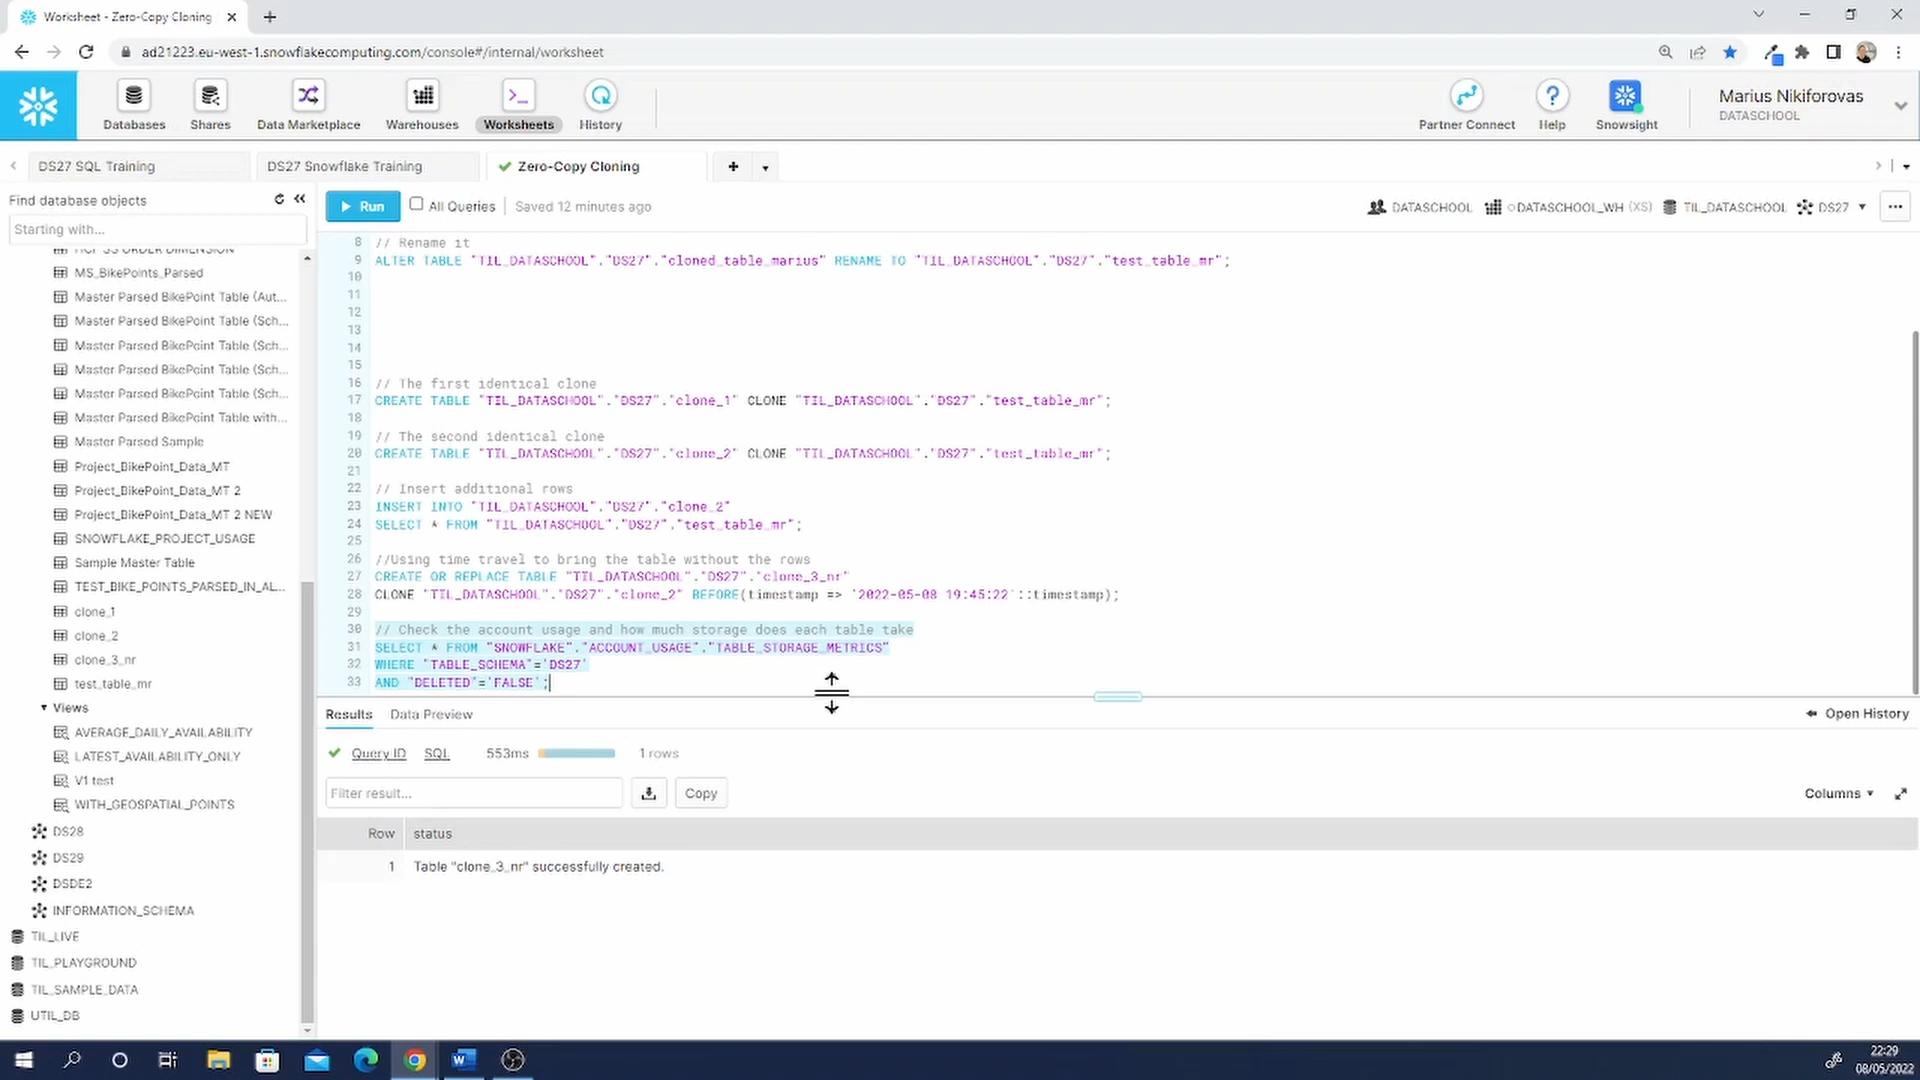 Worksheet - Zero-Copy Cloning
ad21223.eu-west-1.snowflakecomputing.com/console#/internal/worksheet
Databases
Shares
Data Marketplace
Warehouses
Worksheets
History
Partner Connect
Help
Snowsight
Marius Nikiforovas
DATASCHOOL
DS27 SQL Training
DS27 Snowflake Training
Zero-Copy Cloning
Find database objects
Starting with...
Run
All Queries
Saved 12 minutes ago
DATASCHOOL
DATASCHOOL_WH (XS)
TIL_DATASCHOOL
DS27
HCF SS ORDER DIMENSION
MS_BikePoints_Parsed
Master Parsed BikePoint Table (Aut...
Master Parsed BikePoint Table (Sch...
Master Parsed BikePoint Table (Sch...
Master Parsed BikePoint Table (Sch...
Master Parsed BikePoint Table (Sch...
Master Parsed BikePoint Table with...
Master Parsed Sample
Project_BikePoint_Data_MT
Project_BikePoint_Data_MT 2
Project_BikePoint_Data_MT 2 NEW
SNOWFLAKE_PROJECT_USAGE
Sample Master Table
TEST_BIKE_POINTS_PARSED_IN_AL...
clone_1
clone_2
clone_3_nr
test_table_mr
Views
AVERAGE_DAILY_AVAILABILITY
LATEST_AVAILABILITY_ONLY
V1 test
WITH_GEOSPATIAL_POINTS
DS28
DS29
DSDE2
INFORMATION_SCHEMA
TIL_LIVE
TIL_PLAYGROUND
TIL_SAMPLE_DATA
UTIL_DB
8 // Rename it
9 ALTER TABLE "TIL_DATASCHOOL"."DS27"."cloned_table_marius" RENAME TO "TIL_DATASCHOOL"."DS27"."test_table_mr";
10
11
12
13
14
15
16 // The first identical clone
17 CREATE TABLE "TIL_DATASCHOOL"."DS27"."clone_1" CLONE "TIL_DATASCHOOL"."DS27"."test_table_mr";
18
19 // The second identical clone
20 CREATE TABLE "TIL_DATASCHOOL"."DS27"."clone_2" CLONE "TIL_DATASCHOOL"."DS27"."test_table_mr";
21
22 // Insert additional rows
23 INSERT INTO "TIL_DATASCHOOL"."DS27"."clone_2"
24 SELECT * FROM "TIL_DATASCHOOL"."DS27"."test_table_mr";
25
26 //Using time travel to bring the table without the rows
27 CREATE OR REPLACE TABLE "TIL_DATASCHOOL"."DS27"."clone_3_nr"
28 CLONE "TIL_DATASCHOOL"."DS27"."clone_2" BEFORE(timestamp => '2022-05-08 19:45:22'::timestamp);
29
30 // Check the account usage and how much storage does each table take
31 SELECT * FROM "SNOWFLAKE"."ACCOUNT_USAGE"."TABLE_STORAGE_METRICS"
32 WHERE "TABLE_SCHEMA"='DS27'
33 AND "DELETED"='FALSE';
Results
Data Preview
Open History
Query ID
SQL
553ms
1 rows
Filter result...
Copy
Columns
Row
status
1
Table "clone_3_nr" successfully created.
22:29
08/05/2022